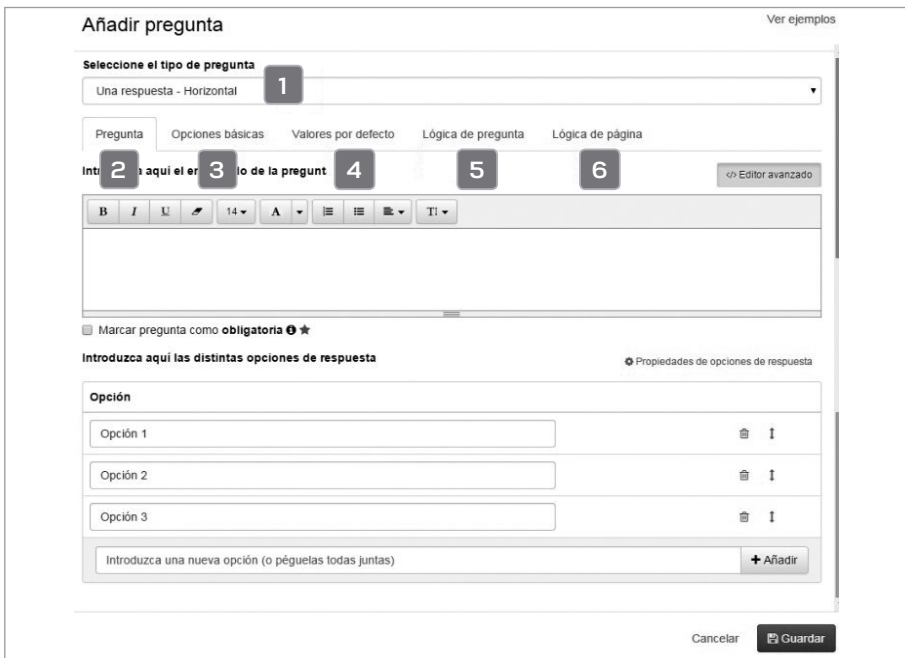 Añadir pregunta
Ver ejemplos
Seleccione el tipo de pregunta
1
Una respuesta - Horizontal
Pregunta Opciones básicas Valores por defecto Lógica de pregunta Lógica de página
2 3 4 5 6
aquí el de la
</> Editor avanzado
B I U 14 A TI
Marcar pregunta como obligatoria
Introduzca aquí las distintas opciones de respuesta
Propiedades de opciones de respuesta
Opción
Opción 1
Opción 2
Opción 3
Introduzca una nueva opción (o péguelas todas juntas)
+ Añadir
Cancelar
Guardar